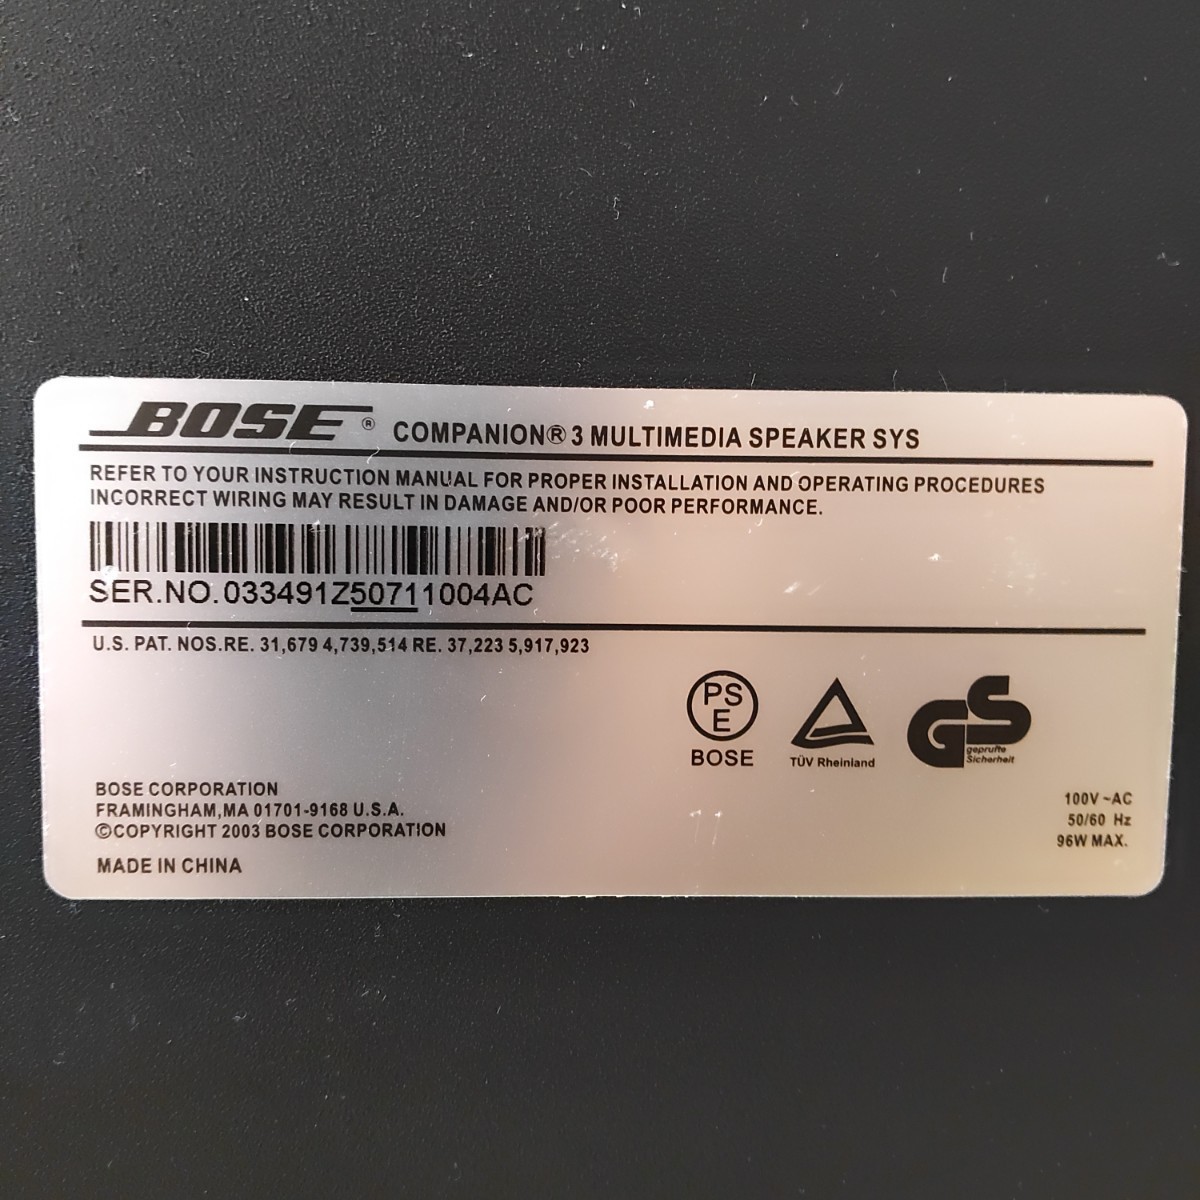 BOSE® COMPANION® 3 MULTIMEDIA SPEAKER SYS
REFER TO YOUR INSTRUCTION MANUAL FOR PROPER INSTALLATION AND OPERATING PROCEDURES
INCORRECT WIRING MAY RESULT IN DAMAGE AND/OR POOR PERFORMANCE.
SER.NO.033491Z50711004AC
U.S. PAT. NOS.RE. 31,679 4,739,514 RE. 37,223 5,917,923
PS
E
BOSE
TÜV Rheinland
GS
geprufte
Sicherheit
BOSE CORPORATION
FRAMINGHAM,MA 01701-9168 U.S.A.
©COPYRIGHT 2003 BOSE CORPORATION
MADE IN CHINA
100V ~AC
50/60 Hz
96W MAX.